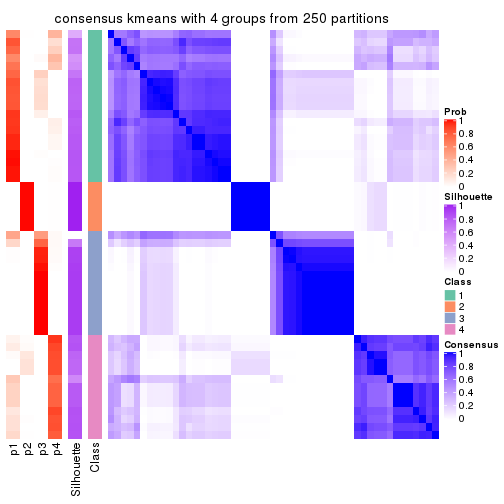 consensus kmeans with 4 groups from 250 partitions
Prob
1
0.8
0.6
0.4
0.2
0
Silhouette
1
0.8
0.6
0.4
0.2
0
Class
1
2
3
4
Consensus
1
0.8
0.6
0.4
0.2
0
p1
p2
p3
p4
Silhouette
Class